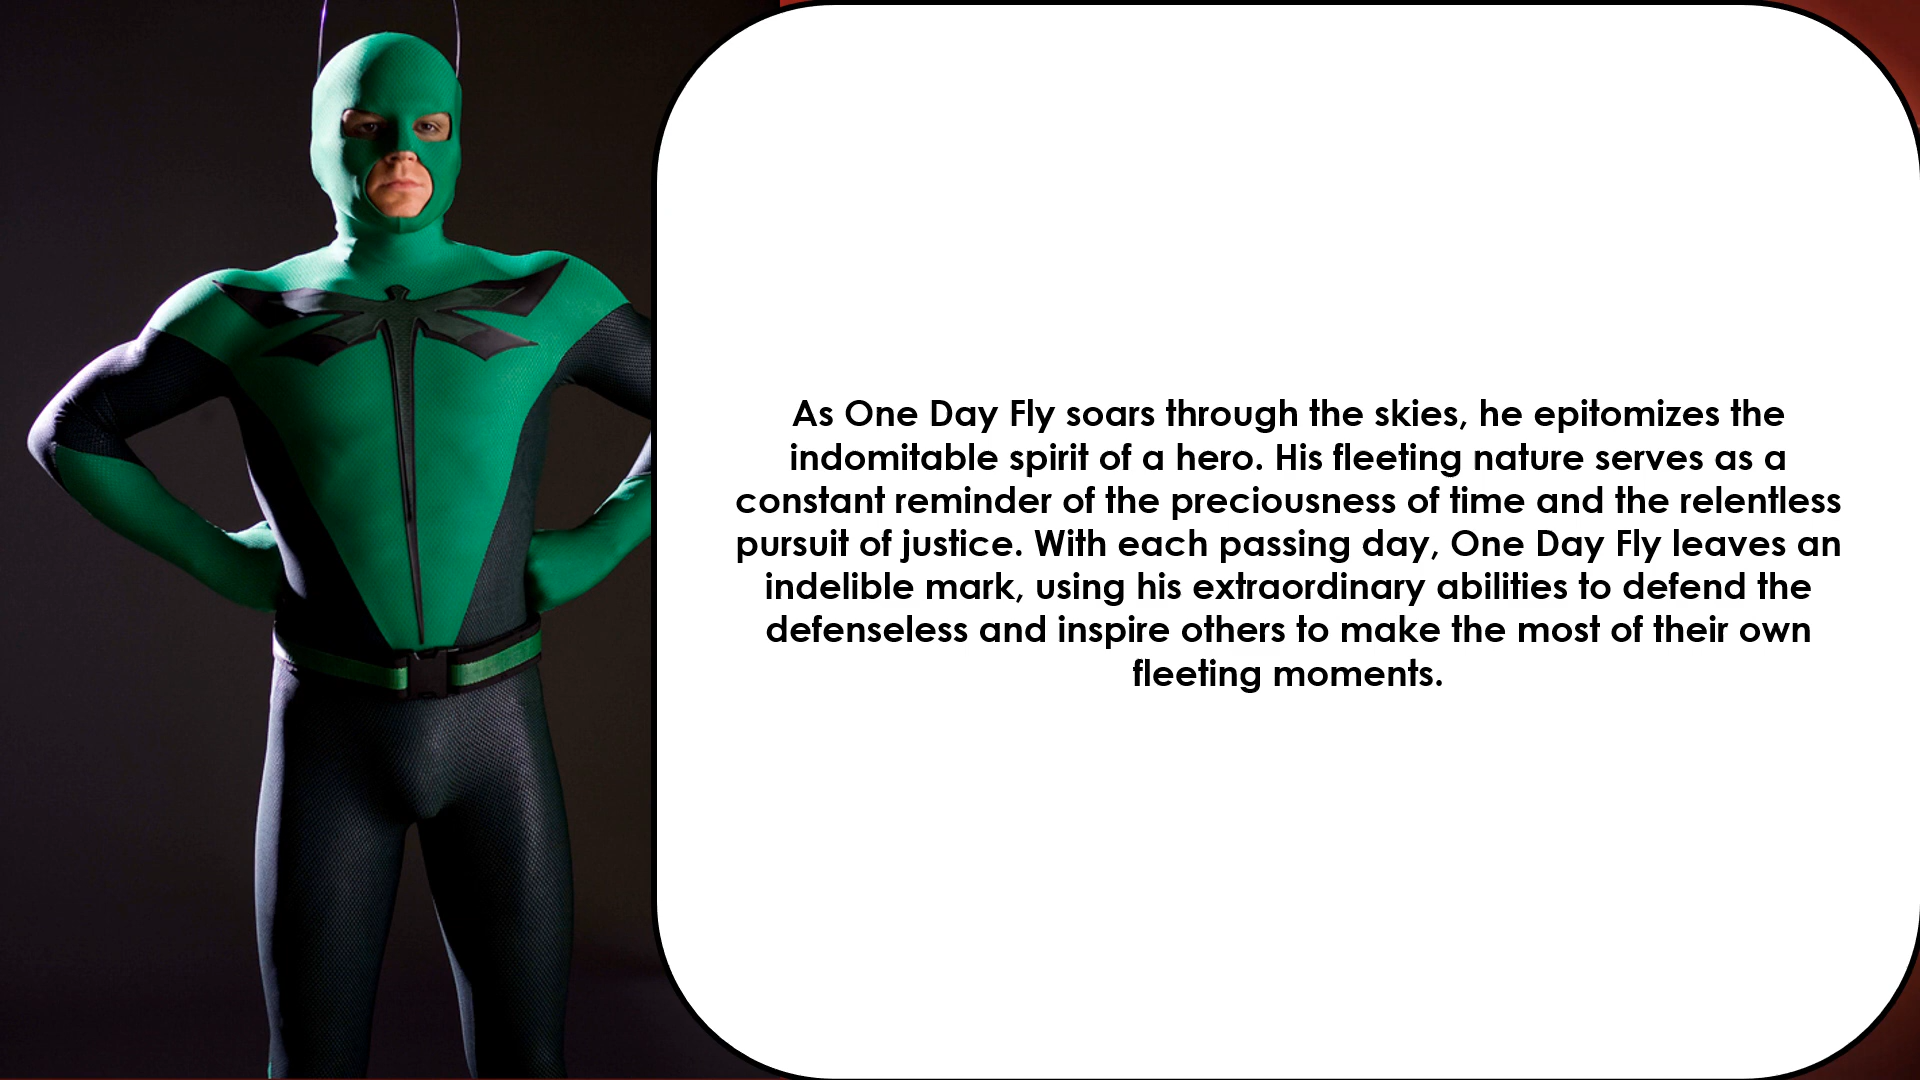 As One Day Fly soars through the skies, he epitomizes the
indomitable spirit of a hero. His fleeting nature serves as a
constant reminder of the preciousness of time and the relentless
pursuit of justice. With each passing day, One Day Fly leaves an
indelible mark, using his extraordinary abilities to defend the
defenseless and inspire others to make the most of their own
fleeting moments.